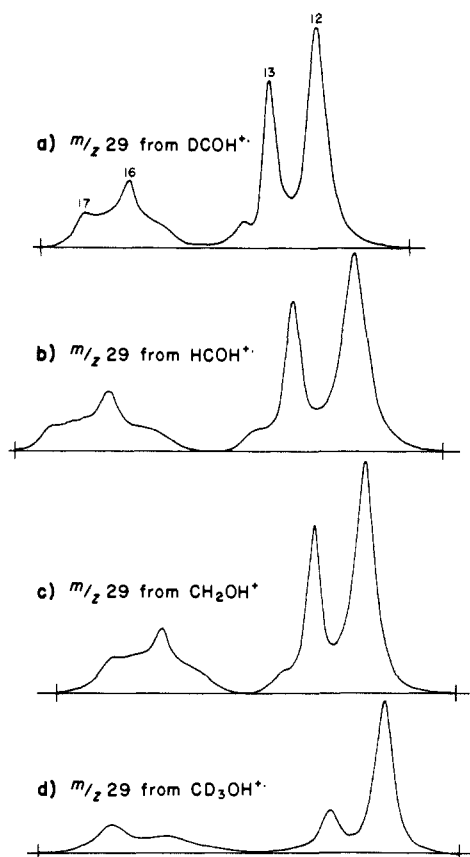 12
13
a) m/z 29 from DCOH⁺·
17 16
b) m/z 29 from HCOH⁺·
c) m/z 29 from CH₂OH⁺
d) m/z 29 from CD₃OH⁺·